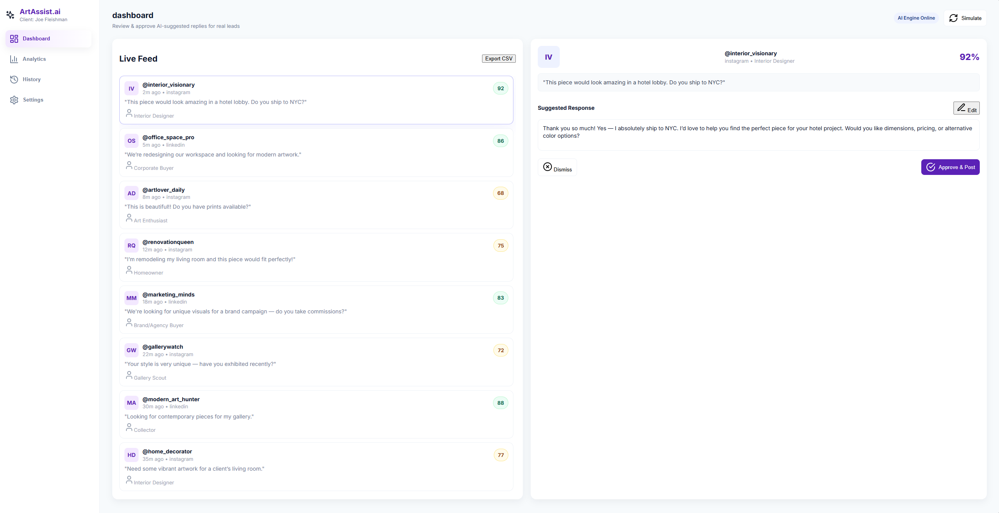 ArtAssist.ai
Client: Joe Fleishman
Dashboard
Analytics
History
Settings
dashboard
Review & approve AI-suggested replies for real leads
AI Engine Online
Simulate
Live Feed
Export CSV
IV
@interior_visionary
2m ago • instagram
92
"This piece would look amazing in a hotel lobby. Do you ship to NYC?"
Interior Designer
OS
@office_space_pro
5m ago • linkedin
86
"We’re redesigning our workspace and looking for modern artwork."
Corporate Buyer
AD
@artlover_daily
8m ago • instagram
68
"This is beautiful!! Do you have prints available?"
Art Enthusiast
RQ
@renovationqueen
12m ago • instagram
75
"I’m remodeling my living room and this piece would fit perfectly!"
Homeowner
MM
@marketing_minds
18m ago • linkedin
83
"We're looking for unique visuals for a brand campaign — do you take commissions?"
Brand/Agency Buyer
GW
@gallerywatch
22m ago • instagram
72
"Your style is very unique — have you exhibited recently?"
Gallery Scout
MA
@modern_art_hunter
30m ago • linkedin
88
"Looking for contemporary pieces for my gallery."
Collector
HD
@home_decorator
35m ago • instagram
77
"Need some vibrant artwork for a client’s living room."
Interior Designer
IV
@interior_visionary
instagram • Interior Designer
92%
"This piece would look amazing in a hotel lobby. Do you ship to NYC?"
Suggested Response
Edit
Thank you so much! Yes — I absolutely ship to NYC. I’d love to help you find the perfect piece for your hotel project. Would you like dimensions, pricing, or alternative
color options?
Dismiss
Approve & Post